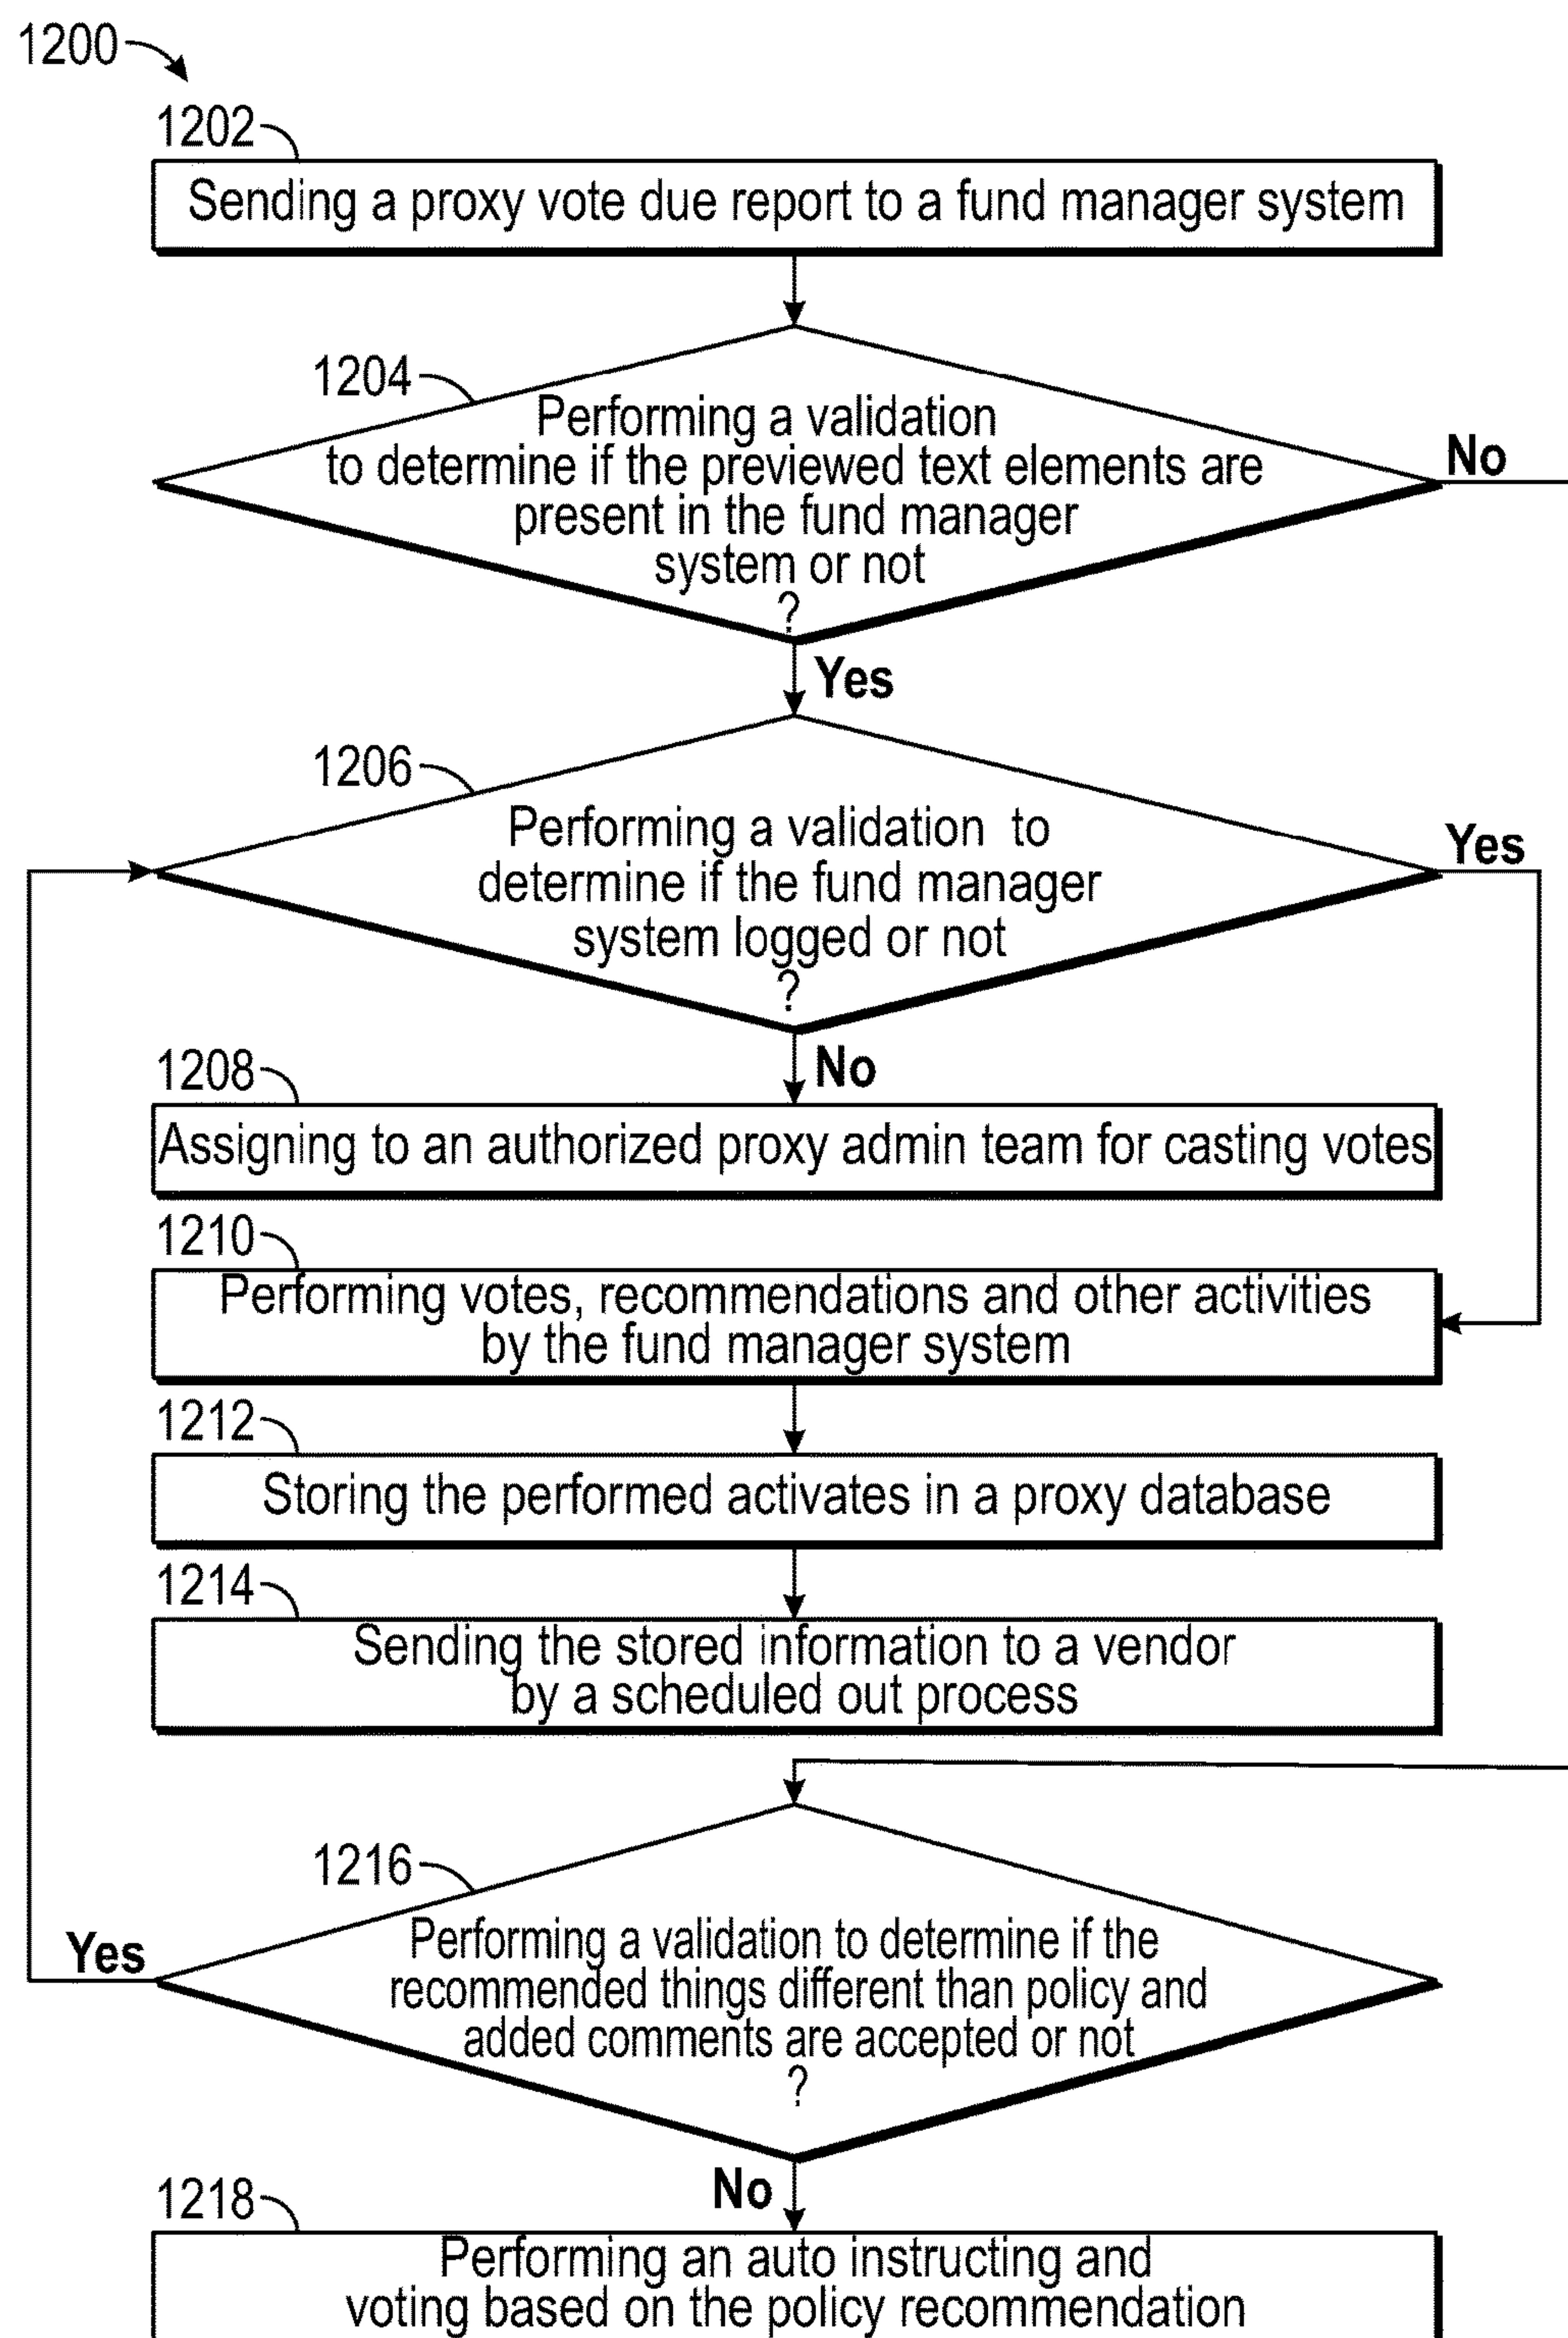 1200
1202
Sending a proxy vote due report to a fund manager system
1204
Performing a validation
to determine if the previewed text elements are
present in the fund manager
system or not
?
No
Yes
1206
Performing a validation to
determine if the fund manager
system logged or not
?
Yes
No
1208
Assigning to an authorized proxy admin team for casting votes
1210
Performing votes, recommendations and other activities
by the fund manager system
1212
Storing the performed activates in a proxy database
1214
Sending the stored information to a vendor
by a scheduled out process
1216
Performing a validation to determine if the
recommended things different than policy and
added comments are accepted or not
?
Yes
No
1218
Performing an auto instructing and
voting based on the policy recommendation